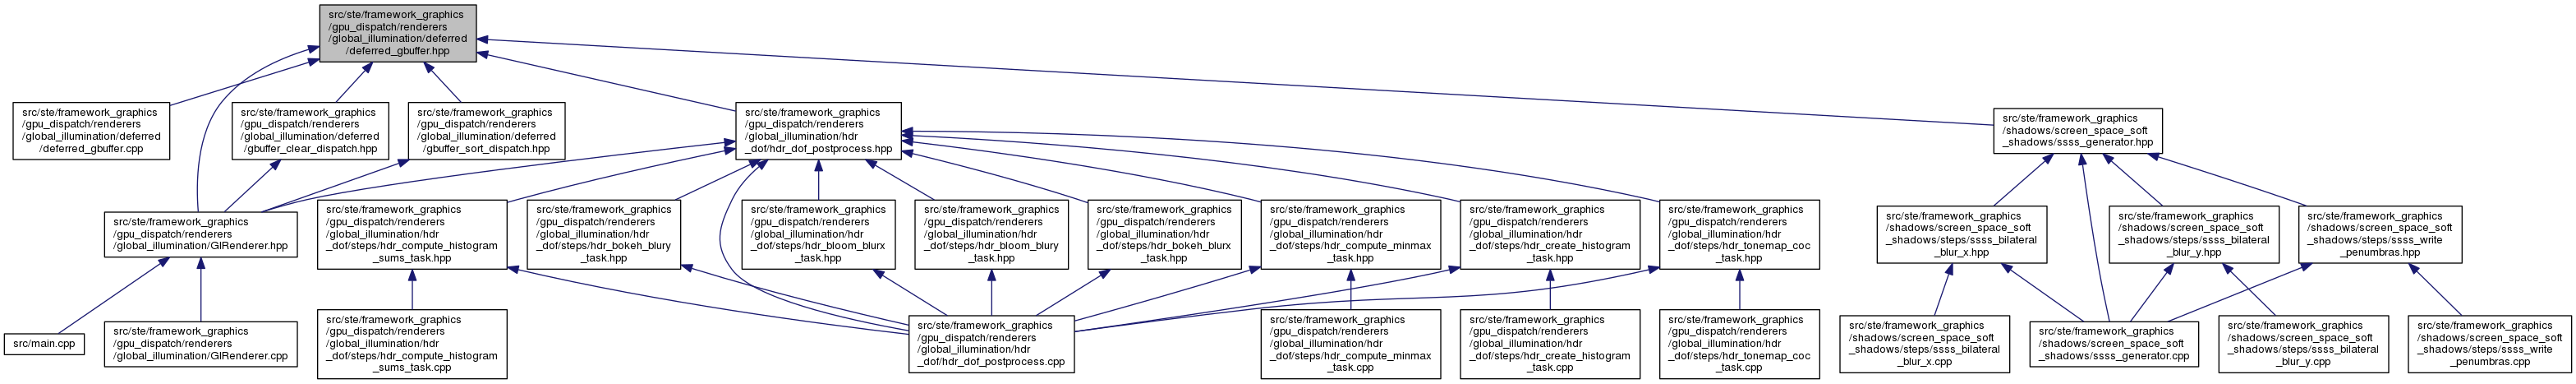 src/ste/framework_graphics
/gpu_dispatch/renderers
/global_illumination/deferred
/deferred_gbuffer.hpp
src/ste/framework_graphics
/gpu_dispatch/renderers
/global_illumination/deferred
/deferred_gbuffer.cpp
src/ste/framework_graphics
/gpu_dispatch/renderers
/global_illumination/deferred
/gbuffer_clear_dispatch.hpp
src/ste/framework_graphics
/gpu_dispatch/renderers
/global_illumination/deferred
/gbuffer_sort_dispatch.hpp
src/ste/framework_graphics
/gpu_dispatch/renderers
/global_illumination/hdr
_dof/hdr_dof_postprocess.hpp
src/ste/framework_graphics
/shadows/screen_space_soft
_shadows/ssss_generator.hpp
src/ste/framework_graphics
/gpu_dispatch/renderers
/global_illumination/GIRenderer.hpp
src/ste/framework_graphics
/gpu_dispatch/renderers
/global_illumination/hdr
_dof/steps/hdr_compute_histogram
_sums_task.hpp
src/ste/framework_graphics
/gpu_dispatch/renderers
/global_illumination/hdr
_dof/steps/hdr_bokeh_blury
_task.hpp
src/ste/framework_graphics
/gpu_dispatch/renderers
/global_illumination/hdr
_dof/steps/hdr_bloom_blurx
_task.hpp
src/ste/framework_graphics
/gpu_dispatch/renderers
/global_illumination/hdr
_dof/steps/hdr_bloom_blury
_task.hpp
src/ste/framework_graphics
/gpu_dispatch/renderers
/global_illumination/hdr
_dof/steps/hdr_bokeh_blurx
_task.hpp
src/ste/framework_graphics
/gpu_dispatch/renderers
/global_illumination/hdr
_dof/steps/hdr_compute_minmax
_task.hpp
src/ste/framework_graphics
/gpu_dispatch/renderers
/global_illumination/hdr
_dof/steps/hdr_create_histogram
_task.hpp
src/ste/framework_graphics
/gpu_dispatch/renderers
/global_illumination/hdr
_dof/steps/hdr_tonemap_coc
_task.hpp
src/ste/framework_graphics
/shadows/screen_space_soft
_shadows/steps/ssss_bilateral
_blur_x.hpp
src/ste/framework_graphics
/shadows/screen_space_soft
_shadows/steps/ssss_bilateral
_blur_y.hpp
src/ste/framework_graphics
/shadows/screen_space_soft
_shadows/steps/ssss_write
_penumbras.hpp
src/main.cpp
src/ste/framework_graphics
/gpu_dispatch/renderers
/global_illumination/GIRenderer.cpp
src/ste/framework_graphics
/gpu_dispatch/renderers
/global_illumination/hdr
_dof/steps/hdr_compute_histogram
_sums_task.cpp
src/ste/framework_graphics
/gpu_dispatch/renderers
/global_illumination/hdr
_dof/hdr_dof_postprocess.cpp
src/ste/framework_graphics
/gpu_dispatch/renderers
/global_illumination/hdr
_dof/steps/hdr_compute_minmax
_task.cpp
src/ste/framework_graphics
/gpu_dispatch/renderers
/global_illumination/hdr
_dof/steps/hdr_create_histogram
_task.cpp
src/ste/framework_graphics
/gpu_dispatch/renderers
/global_illumination/hdr
_dof/steps/hdr_tonemap_coc
_task.cpp
src/ste/framework_graphics
/shadows/screen_space_soft
_shadows/steps/ssss_bilateral
_blur_x.cpp
src/ste/framework_graphics
/shadows/screen_space_soft
_shadows/ssss_generator.cpp
src/ste/framework_graphics
/shadows/screen_space_soft
_shadows/steps/ssss_bilateral
_blur_y.cpp
src/ste/framework_graphics
/shadows/screen_space_soft
_shadows/steps/ssss_write
_penumbras.cpp